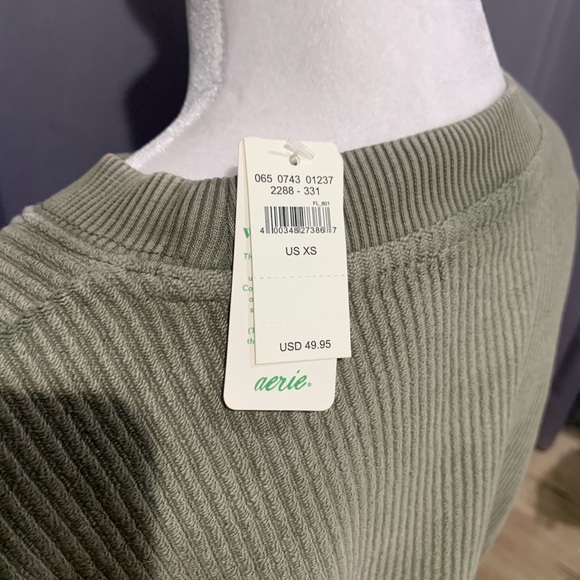 065 0743 01237
2288 - 331
FL_801
4 00348 27386 7
US XS
USD 49.95
aerie®